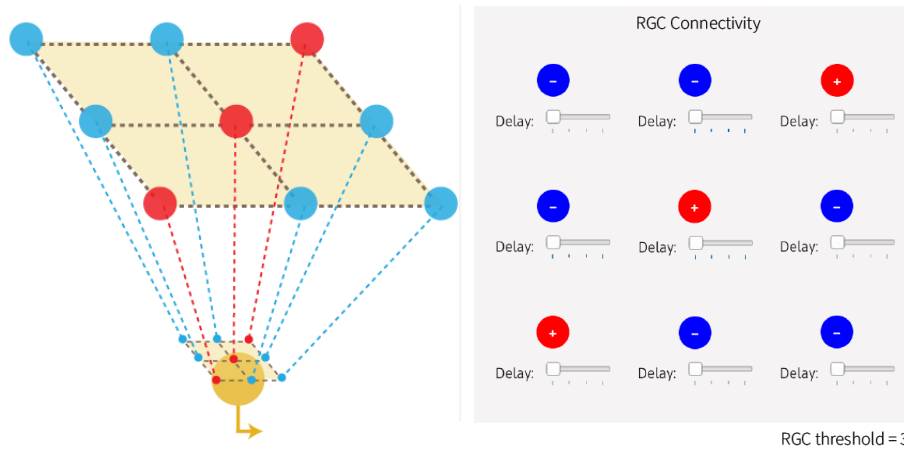 RGC Connectivity
- - +
Delay: Delay: Delay:
- + -
Delay: Delay: Delay:
+ - -
Delay: Delay: Delay:
RGC threshold = 3